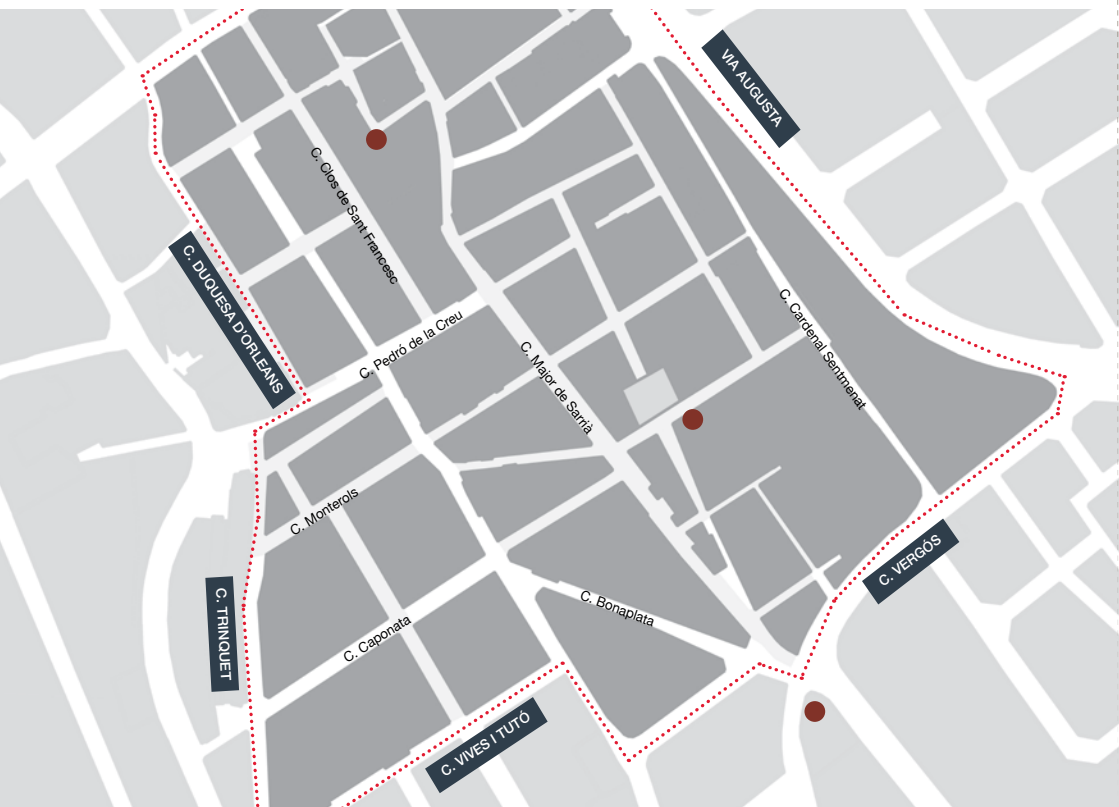 VIA AUGUSTA
C. Clos de Sant Francesc
C. DUQUESA D'ORLEANS
C. Pedró de la Creu
C. Cardenal Sentmenat
C. Major de Sarrià
C. Monterols
C. VERGÓS
C. TRINQUET
C. Bonaplata
C. Caponata
C. VIVES I TUTÓ